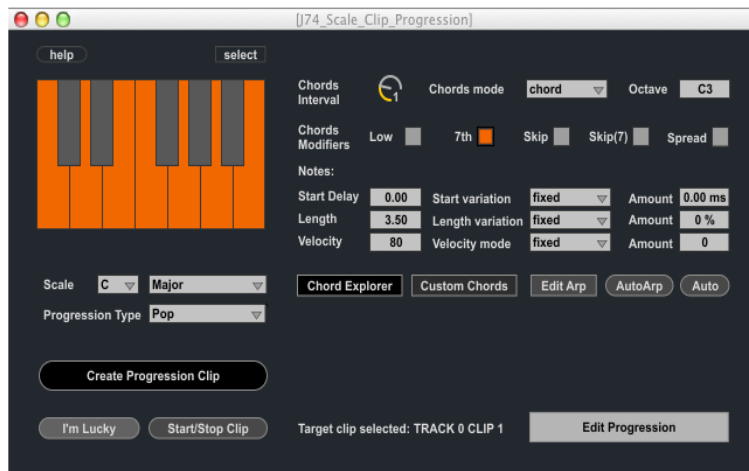 [J74_Scale_Clip_Progression]
help
select
Chords Interval
1
Chords mode
chord
Octave
C3
Chords Modifiers
Low
7th
Skip
Skip(7)
Spread
Notes:
Start Delay
0.00
Start variation
fixed
Amount
0.00 ms
Length
3.50
Length variation
fixed
Amount
0 %
Velocity
80
Velocity mode
fixed
Amount
0
Scale
C
Major
Progression Type
Pop
Chord Explorer
Custom Chords
Edit Arp
AutoArp
Auto
Create Progression Clip
I'm Lucky
Start/Stop Clip
Target clip selected: TRACK 0 CLIP 1
Edit Progression